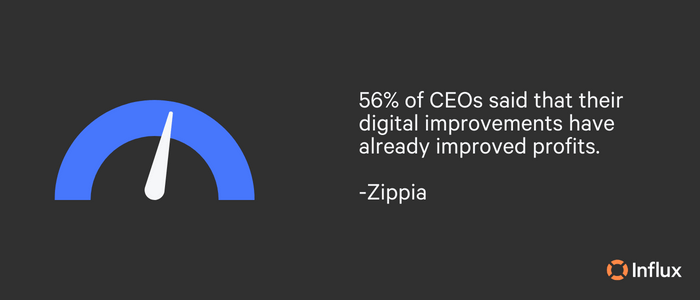 56% of CEOs said that their
digital improvements have
already improved profits.
-Zippia
Influx